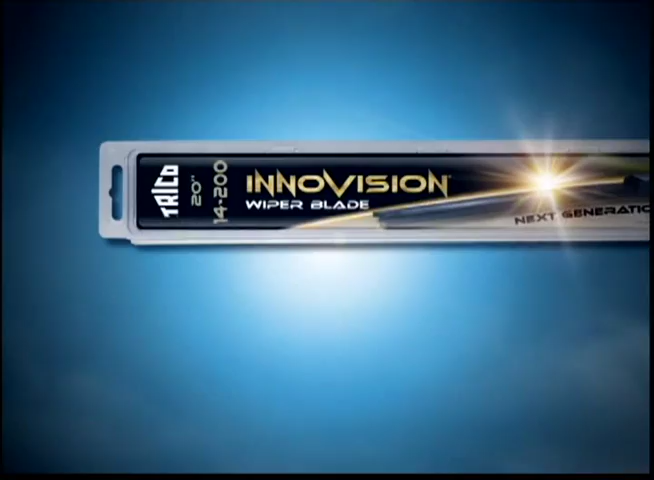 TRICO
20"
14-200
INNOVISION
WIPER BLADE
NEXT GENERATIO